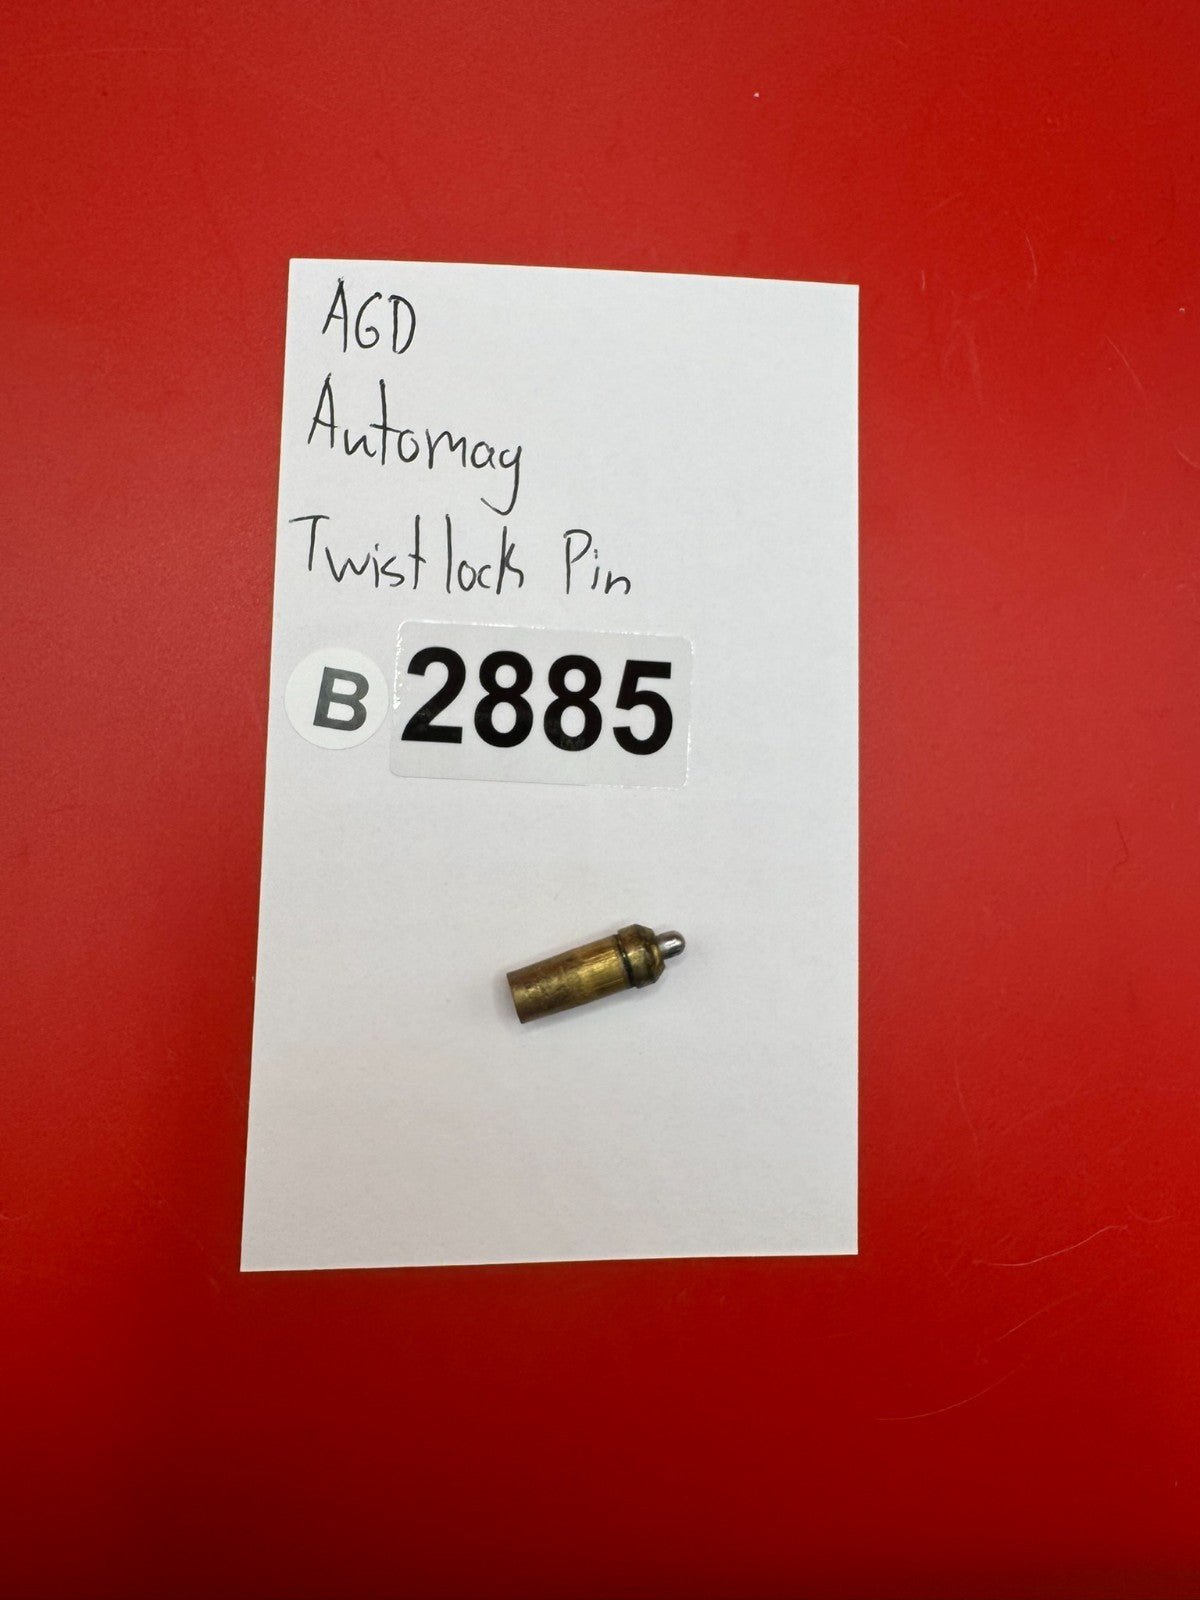 AGD
Automag
Twistlock Pin
B 2885